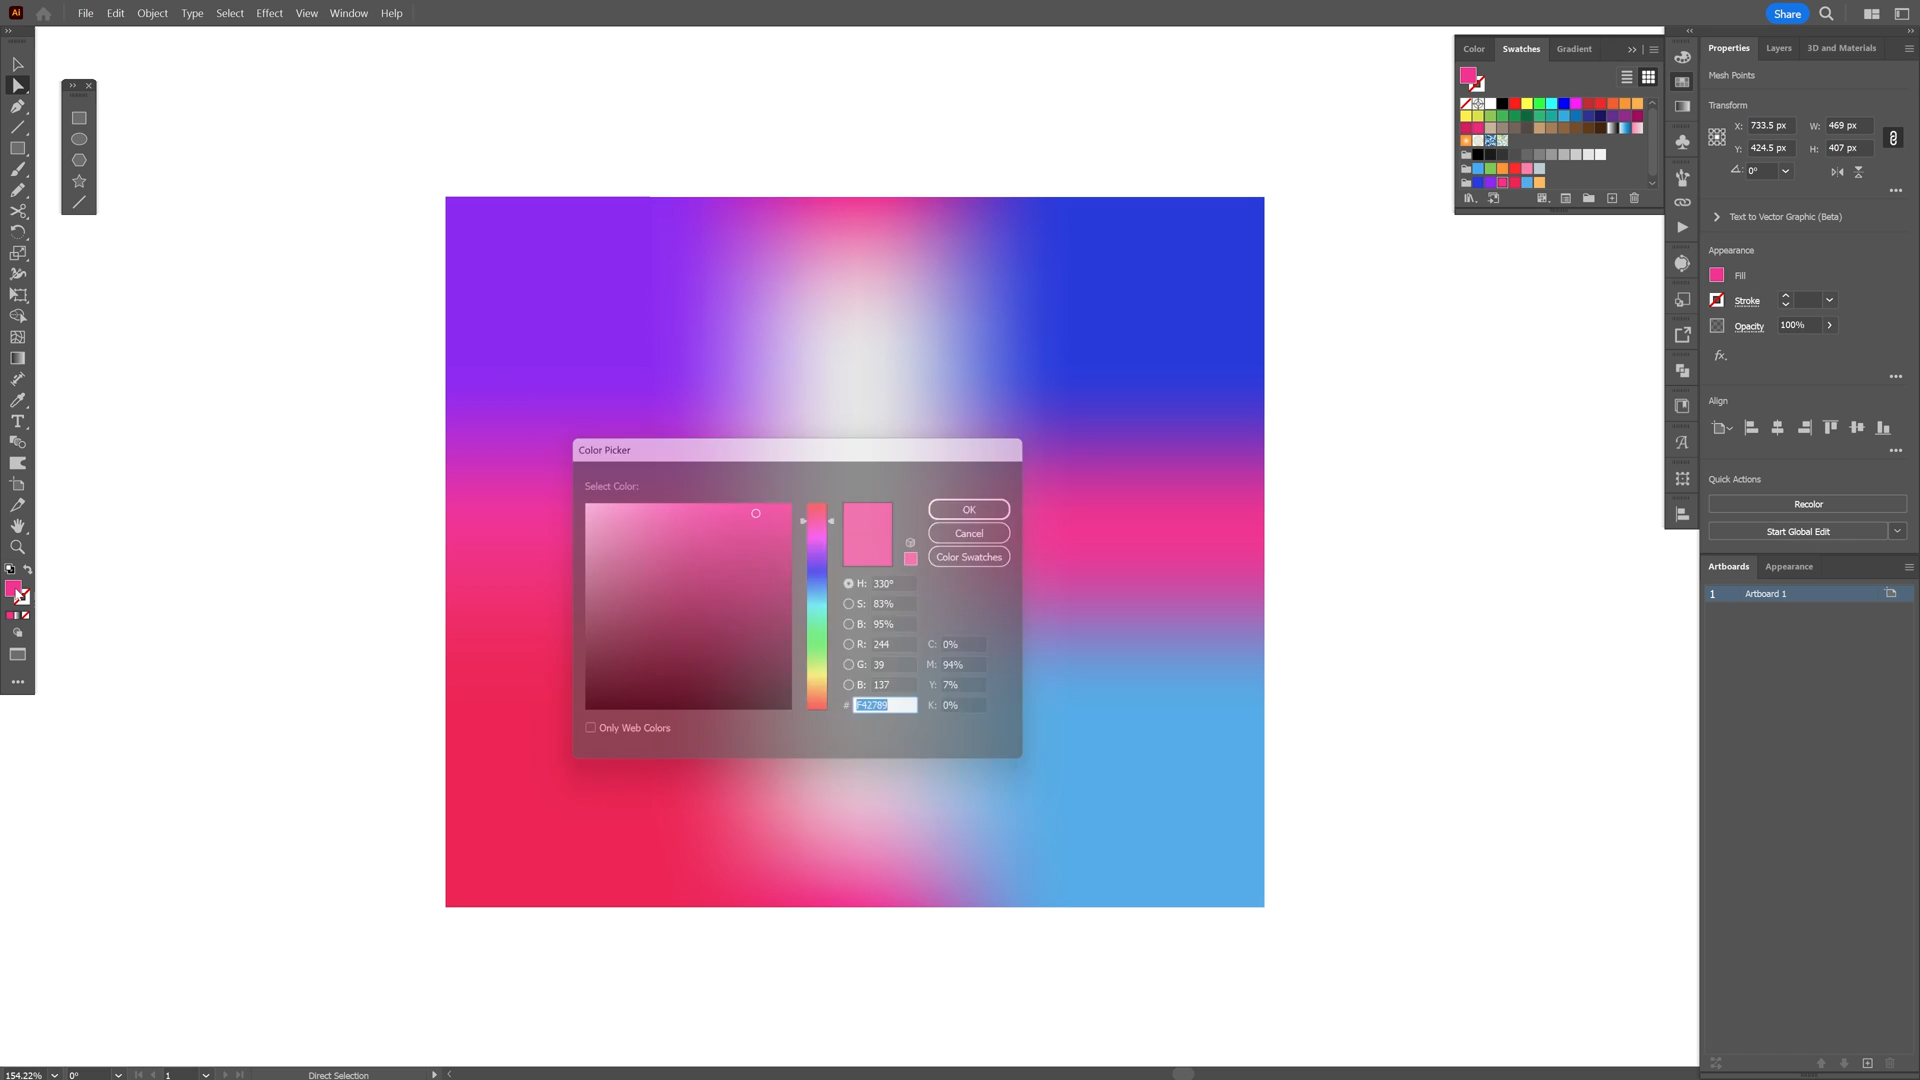 Ai File Edit Object Type Select Effect View Window Help Share
Color Swatches Gradient
Properties Layers 3D and Materials
Mesh Points
Transform
X: 733.5 px W: 469 px
Y: 424.5 px H: 407 px
0°
Text to Vector Graphic (Beta)
Appearance
Fill
Stroke
Opacity 100%
fx.
Align
Quick Actions
Recolor
Start Global Edit
Artboards Appearance
1 Artboard 1
Color Picker
Select Color:
OK
Cancel
Color Swatches
H: 330°
S: 83%
B: 95%
R: 244 C: 0%
G: 39 M: 94%
B: 137 Y: 7%
# F42789 K: 0%
Only Web Colors
154.22% 0° 1 Direct Selection